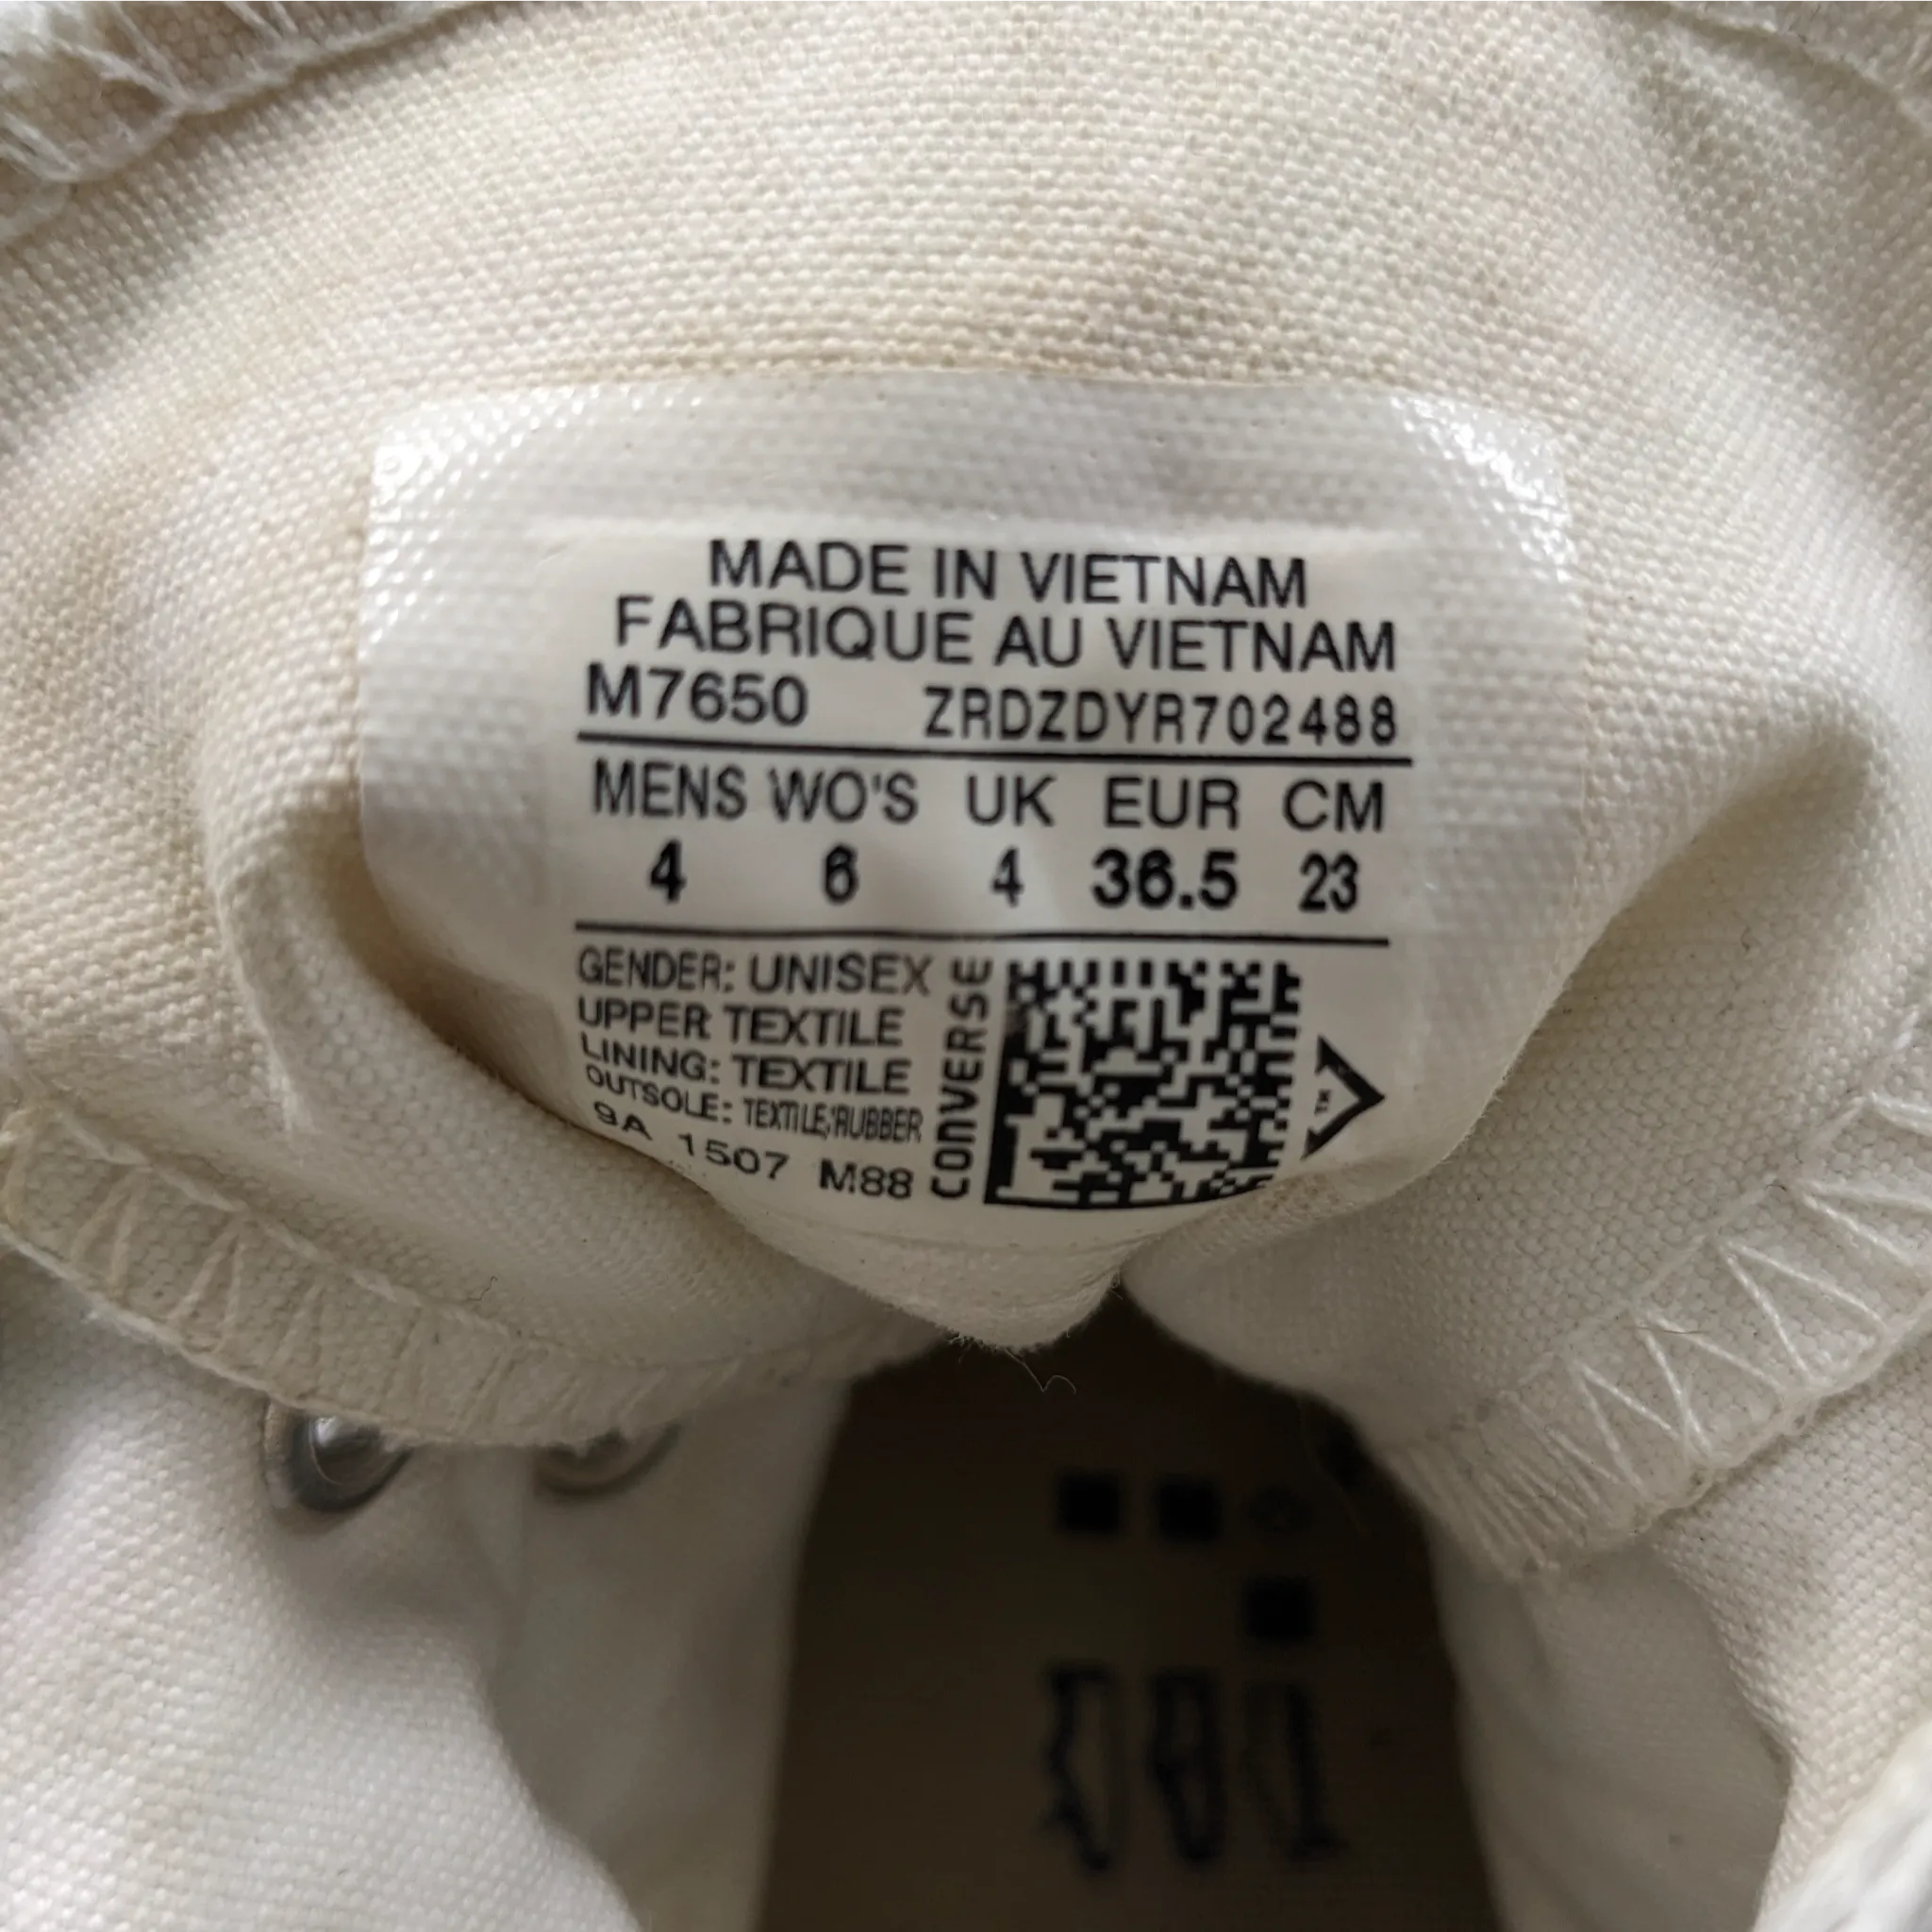 MADE IN VIETNAM
FABRIQUE AU VIETNAM
M7650 ZRDZDYR702488
MENS WO'S UK EUR CM
4 6 4 36.5 23
GENDER: UNISEX
UPPER TEXTILE
LINING: TEXTILE
OUTSOLE: TEXTILE/RUBBER
9A 1507 M88
CONVERSE
TM